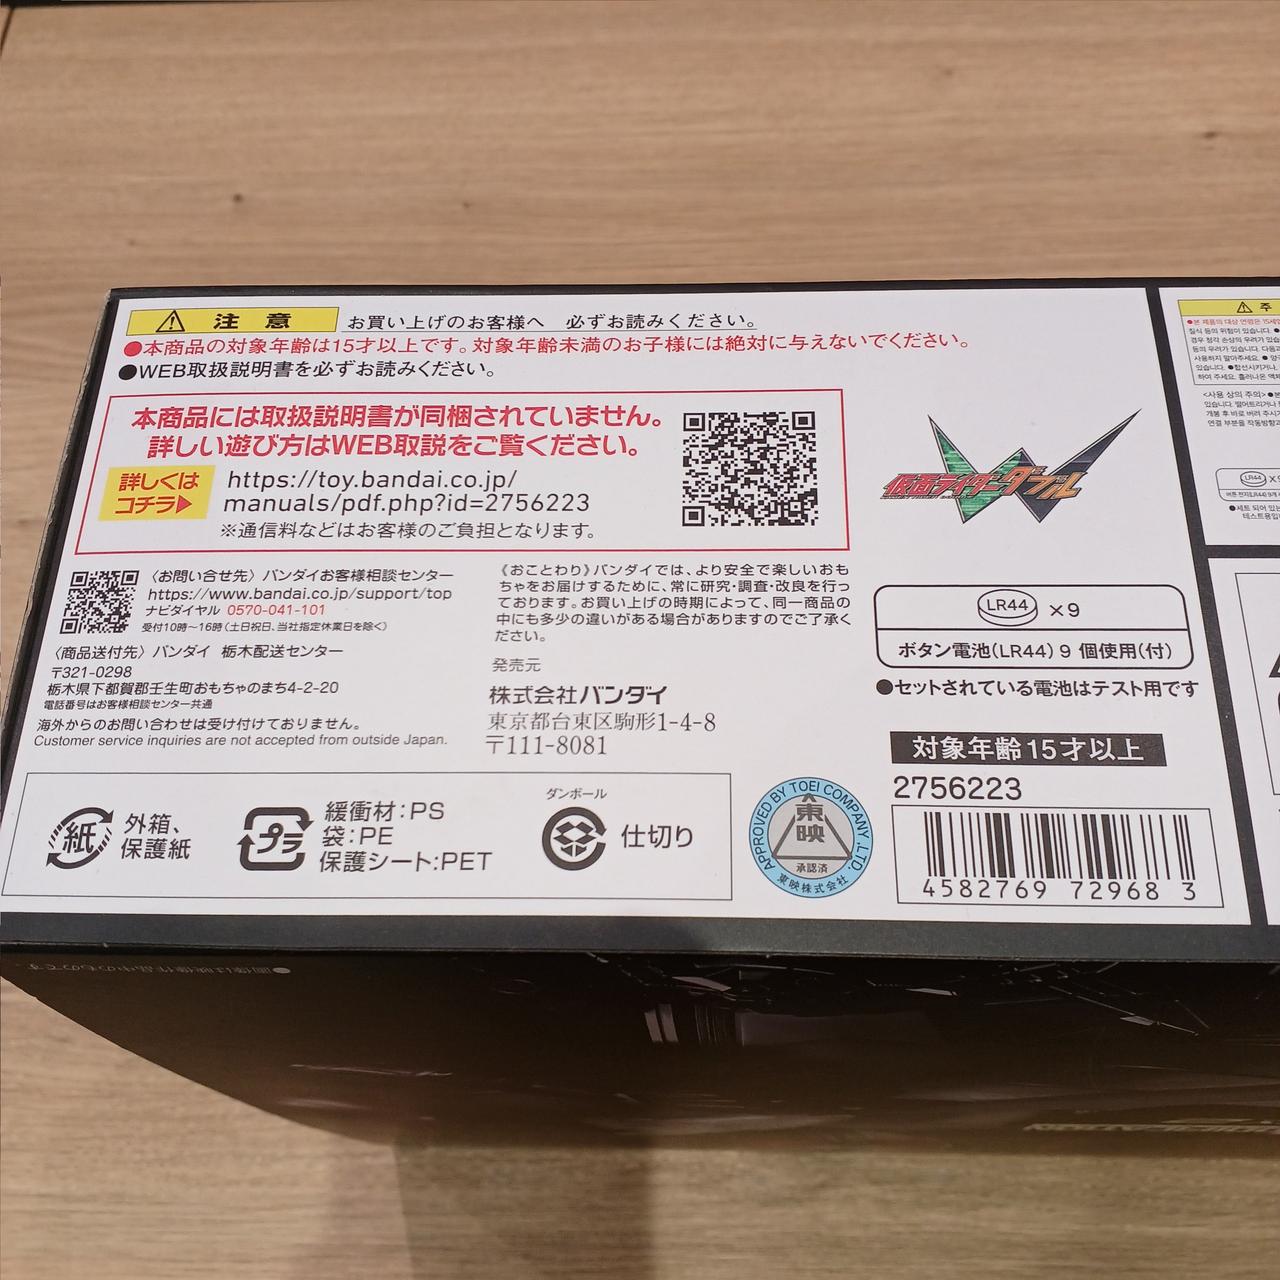 注意 お買い上げのお客様へ 必ずお読みください。
●本商品の対象年齢は15才以上です。対象年齢未満のお子様には絶対に与えないでください。
●WEB取扱説明書を必ずお読みください。
本商品には取扱説明書が同梱されていません。
詳しい遊び方はWEB取説をご覧ください。
詳しくは
コチラ▶
https://toy.bandai.co.jp/
manuals/pdf.php?id=2756223
※通信料などはお客様のご負担となります。
〈お問い合せ先〉バンダイお客様相談センター
https://www.bandai.co.jp/support/top
ナビダイヤル 0570-041-101
受付10時〜16時(土日祝日、当社指定休業日を除く)
〈商品送付先〉バンダイ 栃木配送センター
〒321-0298
栃木県下都賀郡壬生町おもちゃのまち4-2-20
電話番号はお客様相談センター共通
海外からのお問い合わせは受け付けておりません。
Customer service inquiries are not accepted from outside Japan.
《おことわり》バンダイでは、より安全で楽しいおも
ちゃをお届けするために、常に研究・調査・改良を行っ
ております。お買い上げの時期によって、同一商品の
中にも多少の違いがある場合がありますのでご了承く
ださい。
発売元
株式会社バンダイ
東京都台東区駒形1-4-8
〒111-8081
仮面ライダーダブル
LR44 ×9
ボタン電池(LR44) 9 個使用(付)
●セットされている電池はテスト用です
対象年齢15才以上
2756223
4582769 72968 3
紙
外箱、
保護紙
プラ
緩衝材:PS
袋:PE
保護シート:PET
ダンボール
仕切り
APPROVED BY TOEI COMPANY, LTD.
東映
承認済
東映株式会社